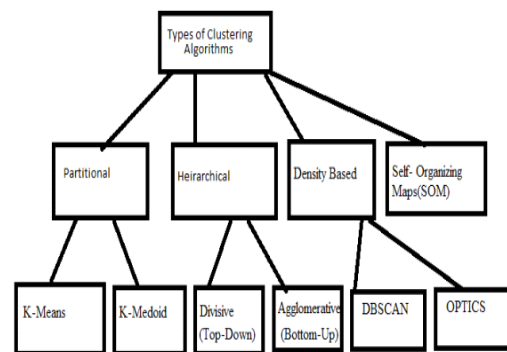 Types of Clustering
Algorithms
Partitional
Heirarchical
Density Based
Self- Organizing
Maps(SOM)
K-Means
K-Medoid
Divisive
(Top-Down)
Agglomerative
(Bottom-Up)
DBSCAN
OPTICS